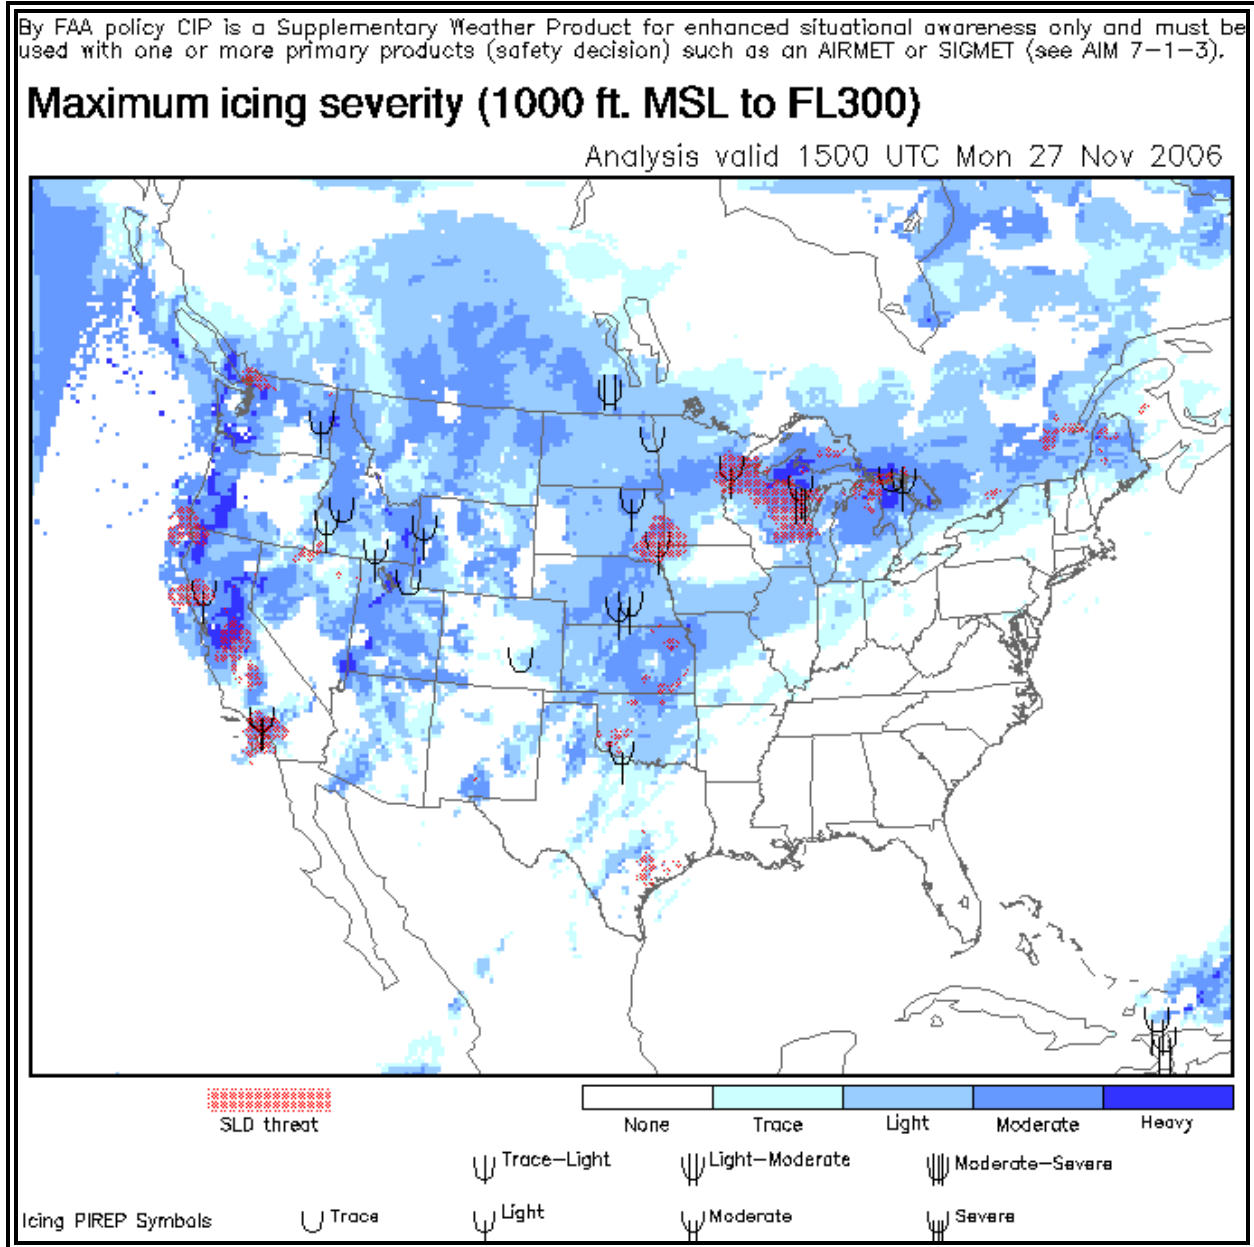 By FAA policy CIP is a Supplementary Weather Product for enhanced situational awareness only and must be
used with one or more primary products (safety decision) such as an AIRMET or SIGMET (see AIM 7-1-3).
Maximum icing severity (1000 ft. MSL to FL300)
Analysis valid 1500 UTC Mon 27 Nov 2006
SLD threat
None Trace Light Moderate Heavy
Trace-Light Light-Moderate Moderate-Severe
Icing PIREP Symbols Trace Light Moderate Severe